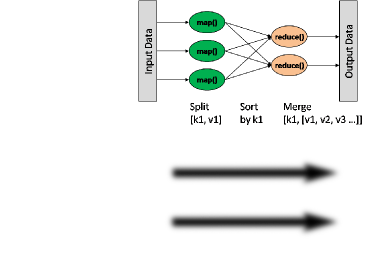 Input Data
map()
map()
map()
reduce()
reduce()
Output Data
Split
[k1, v1]
Sort
by k1
Merge
[k1, [v1, v2, v3 ...]]